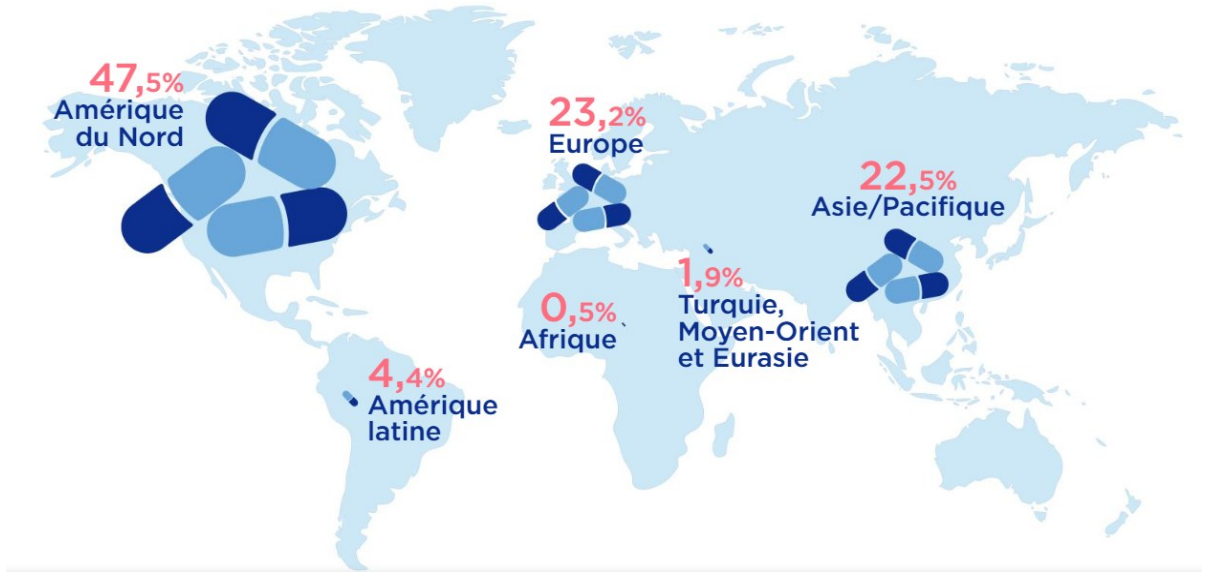 47,5%
Amérique
du Nord
23,2%
Europe
22,5%
Asie/Pacifique
1,9%
Turquie,
Moyen-Orient
et Eurasie
0,5%
Afrique
4,4%
Amérique
latine